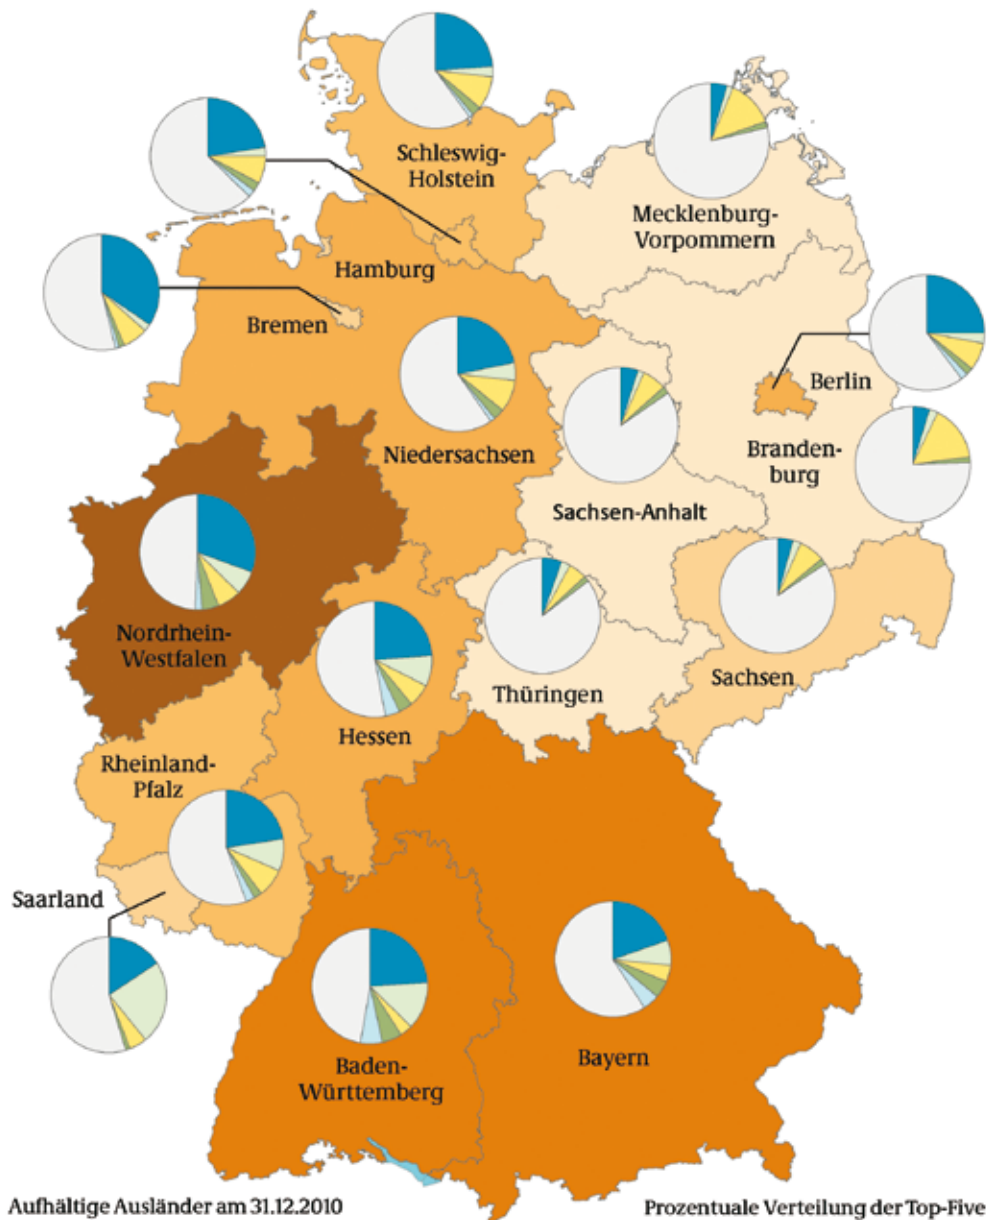 Schleswig-
Holstein
Mecklenburg-
Vorpommern
Hamburg
Bremen
Berlin
Niedersachsen
Branden-
burg
Sachsen-Anhalt
Nordrhein-
Westfalen
Sachsen
Thüringen
Hessen
Rheinland-
Pfalz
Saarland
Bayern
Baden-
Württemberg
Aufhältige Ausländer am 31.12.2010
Prozentuale Verteilung der Top-Five